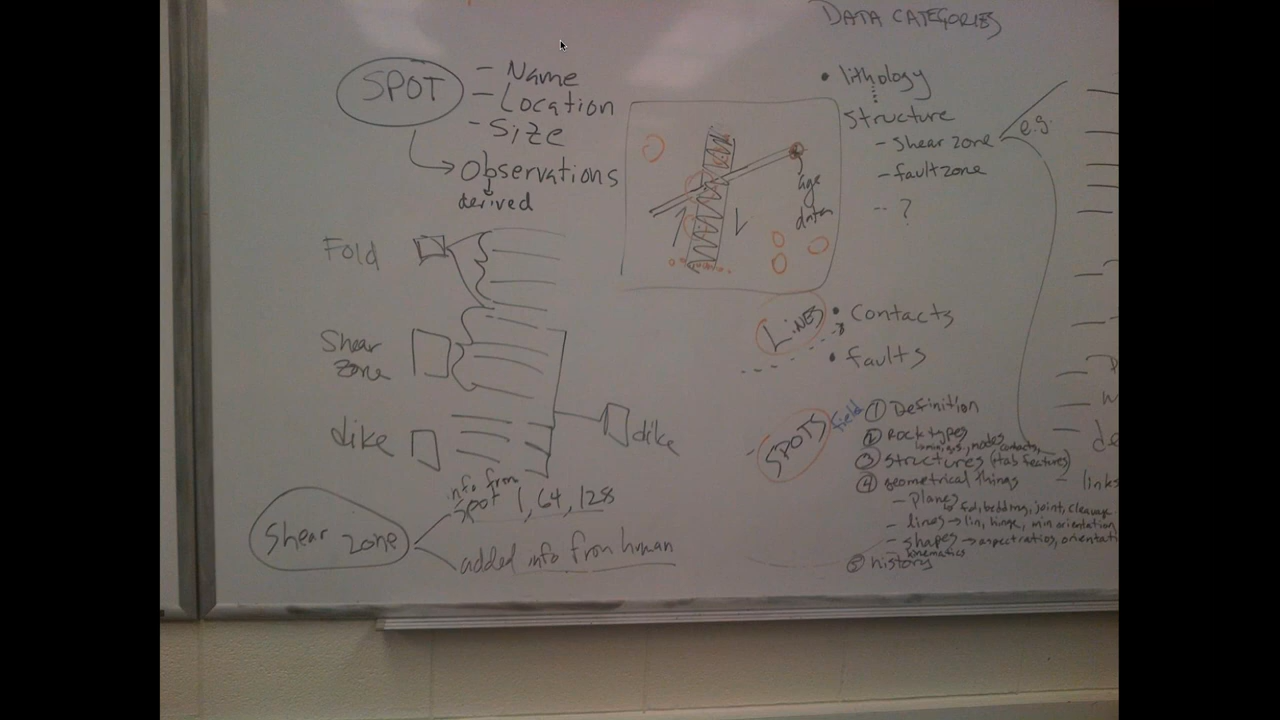 DATA CATEGORIES
SPOT
- Name
- Location
- Size
Observations
derived
Fold
Shear
zone
dike
dike
Shear zone
info from
spot 1, 64, 128
added info from human
age
data
• lithology
structure
- shear zone
- fault zone
- ?
e.g.
LINES
• Contacts
• faults
SPOTS
field
① Definition
② Rock types
③ structures (tab features)
④ geometrical things
- planes
fol, bedding, joint, cleavage
- lines → lin, hinge, min orientation
- shapes → aspect ratios, orientati
kinematics
⑤ history
- links